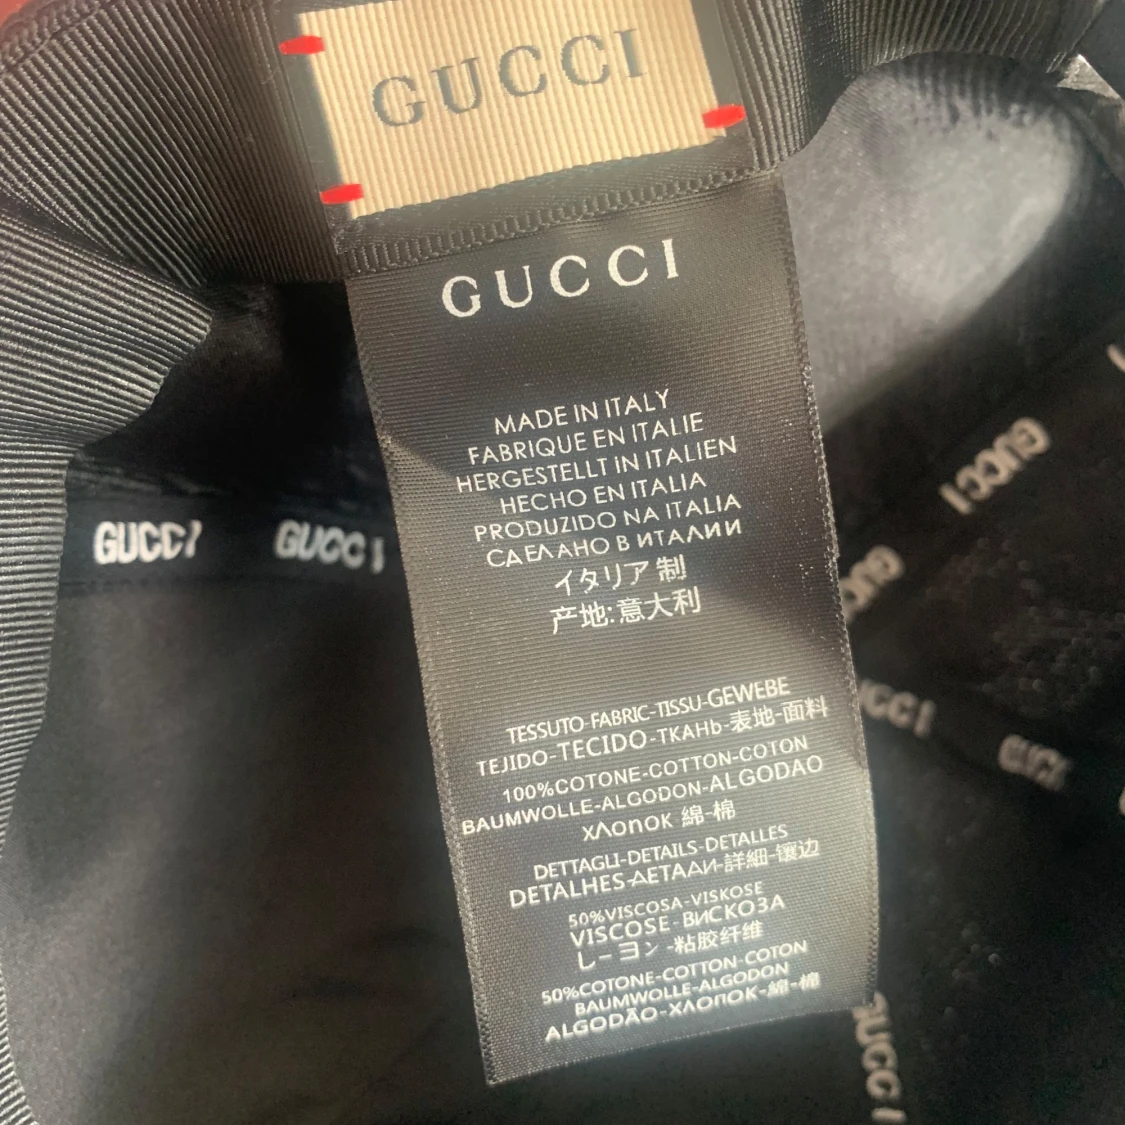 GUCCI
GUCCI
MADE IN ITALY
FABRIQUE EN ITALIE
HERGESTELLT IN ITALIEN
HECHO EN ITALIA
PRODUZIDO NA ITALIA
СДЕЛАНО В ИТАЛИИ
イタリア 制
产地:意大利
TESSUTO-FABRIC-TISSU-GEWEBE
TEJIDO-TECIDO-TKAHb-表地-面料
100%COTONE-COTTON-COTON
BAUMWOLLE-ALGODON-ALGODAO
ХЛОПОК 綿-棉
DETTAGLI-DETAILS-DETALLES
DETALHES-ДЕТАЛИ-詳細-镶边
50%VISCOSA-VISKOSE
VISCOSE-ВИСКОЗА
レーヨン-粘胶纤维
50%COTONE-COTTON-COTON
BAUMWOLLE-ALGODON
ALGODÃO-ХЛОПОК-綿-棉
GUCCI GUCCI
GUCCI
GUCCI
GUCCI